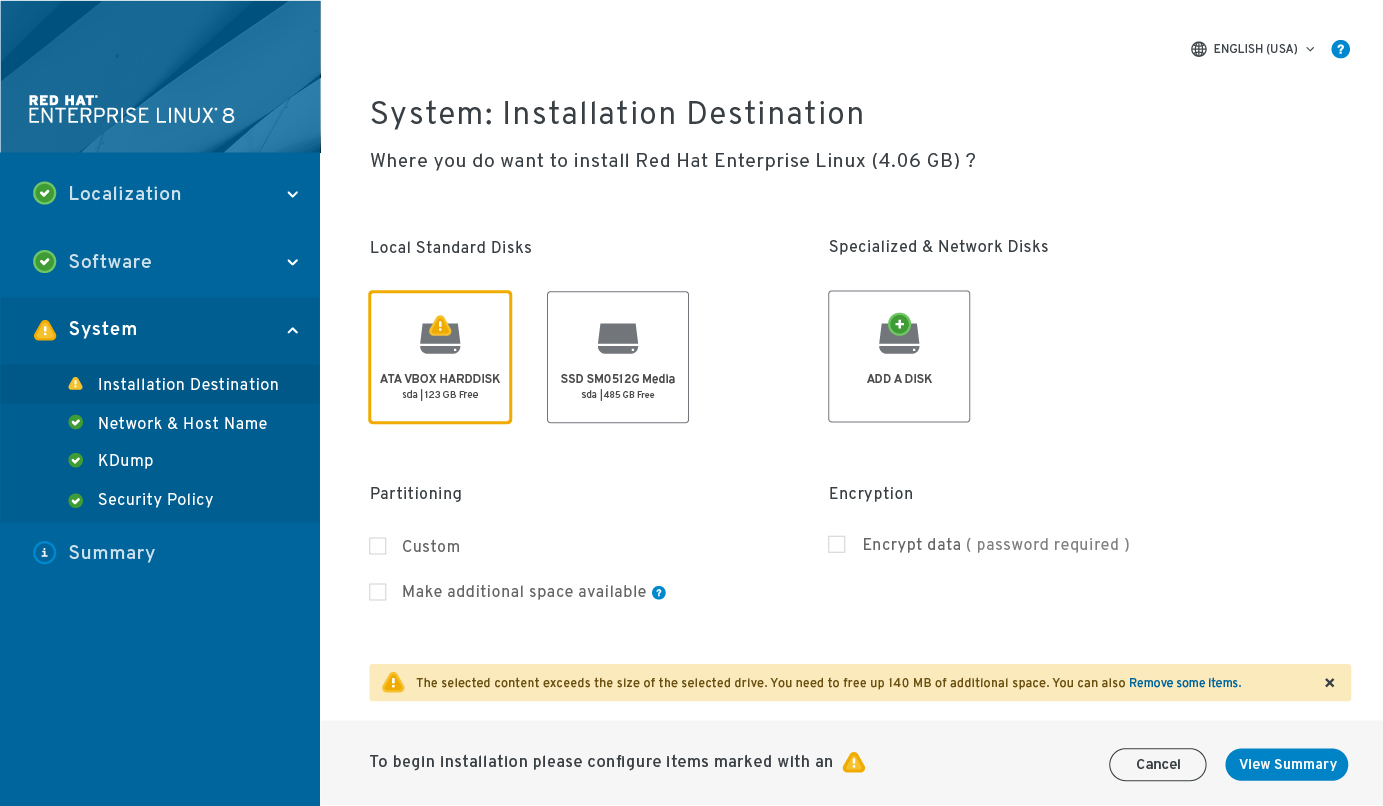 RED HAT
ENTERPRISE LINUX 8
Localization
Software
System
Installation Destination
Network & Host Name
KDump
Security Policy
Summary
ENGLISH (USA)
System: Installation Destination
Where you do want to install Red Hat Enterprise Linux (4.06 GB) ?
Local Standard Disks
ATA VBOX HARDDISK
sda | 123 GB Free
SSD SM0512G Media
sda | 485 GB Free
Specialized & Network Disks
ADD A DISK
Partitioning
Custom
Make additional space available
Encryption
Encrypt data ( password required )
The selected content exceeds the size of the selected drive. You need to free up 140 MB of additional space. You can also Remove some items.
To begin installation please configure items marked with an
Cancel
View Summary